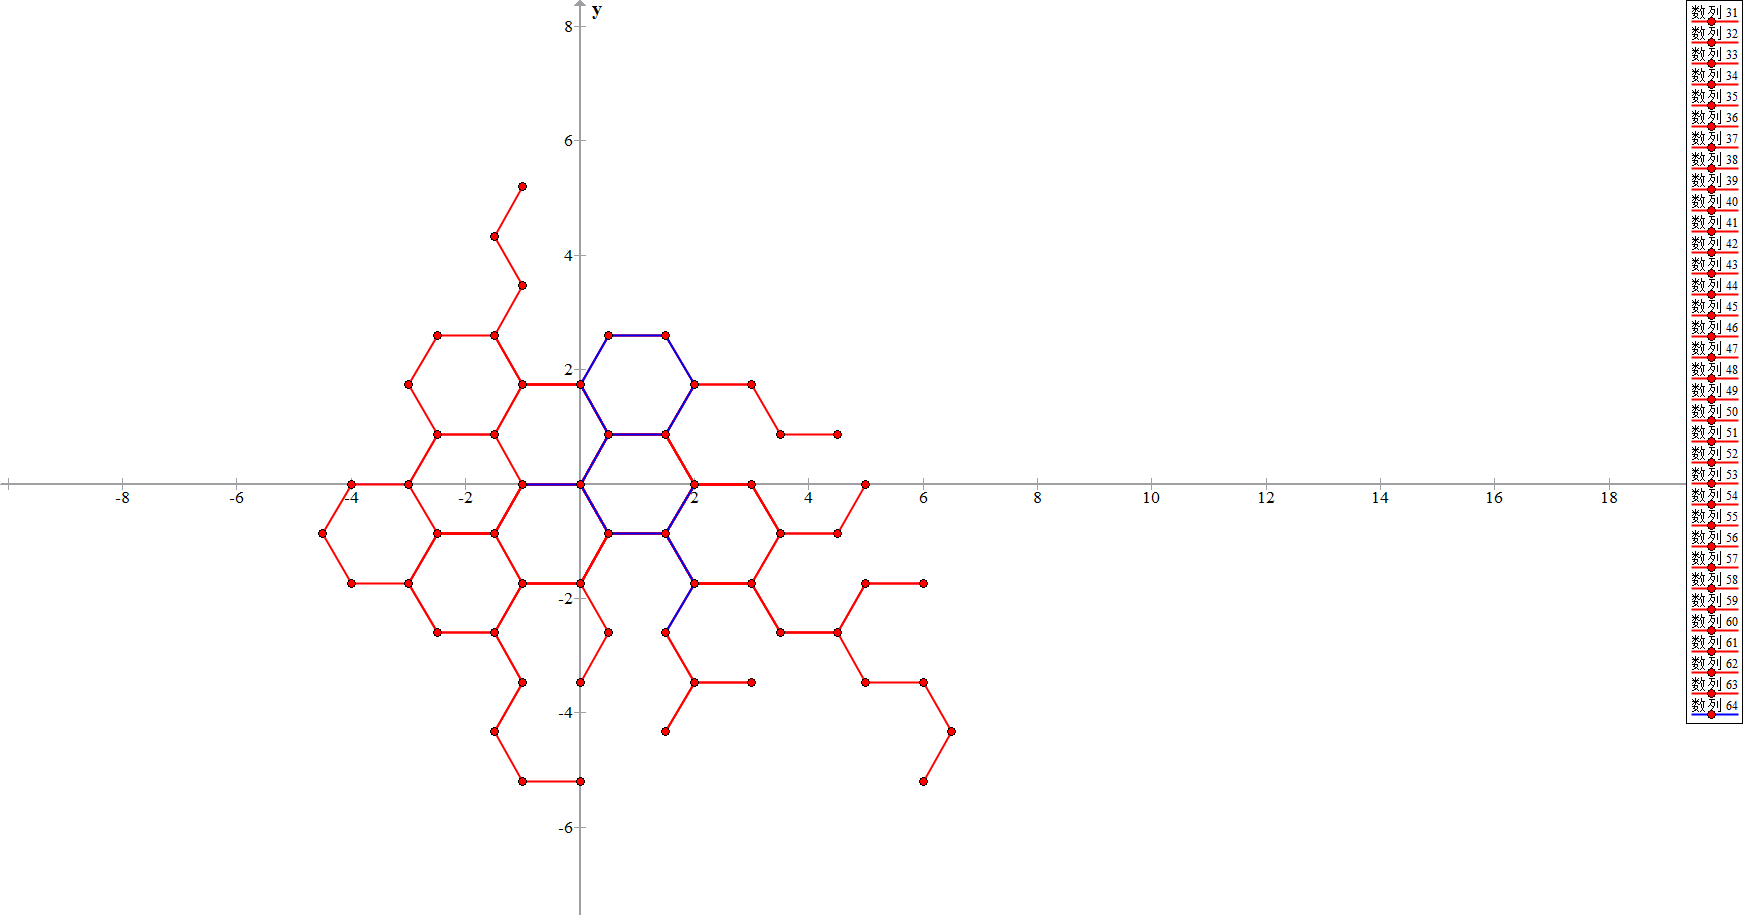 y
8
6
4
2
-8 -6 -4 -2 2 4 6 8 10 12 14 16 18
-2
-4
-6
数列 31
数列 32
数列 33
数列 34
数列 35
数列 36
数列 37
数列 38
数列 39
数列 40
数列 41
数列 42
数列 43
数列 44
数列 45
数列 46
数列 47
数列 48
数列 49
数列 50
数列 51
数列 52
数列 53
数列 54
数列 55
数列 56
数列 57
数列 58
数列 59
数列 60
数列 61
数列 62
数列 63
数列 64